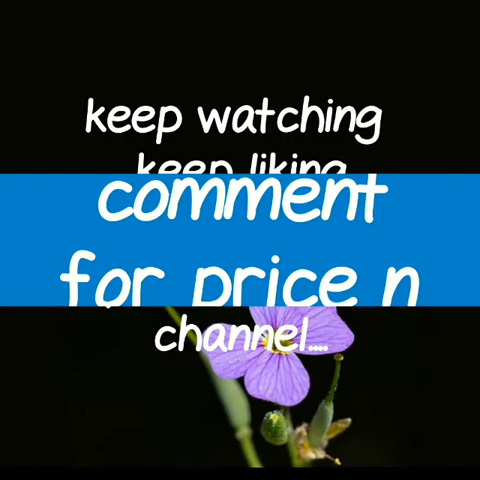 keep watching
keep liking
comment
for price n
channel....